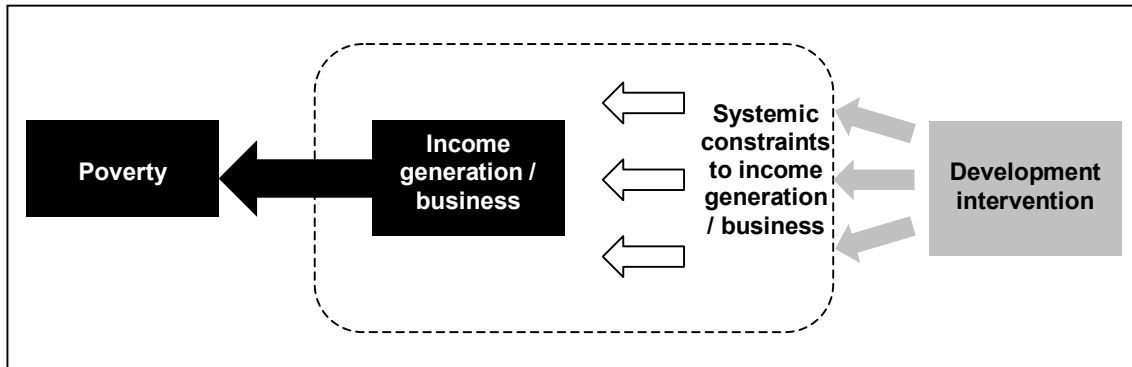 Poverty
Income
generation /
business
Systemic
constraints
to income
generation
/ business
Development
intervention